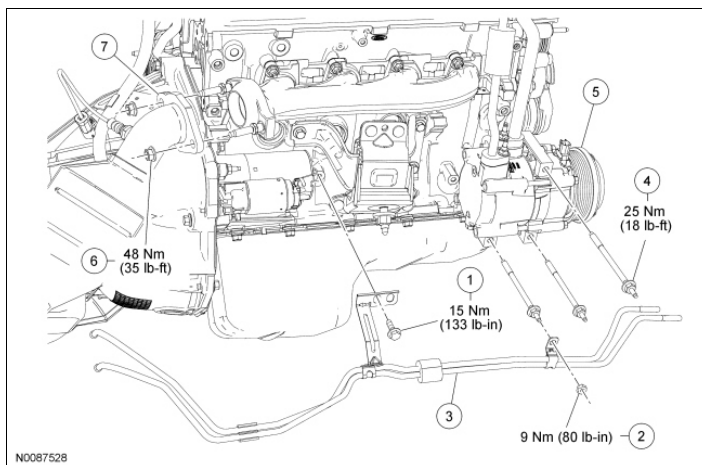 7
5
4
25 Nm
(18 lb-ft)
48 Nm
6
(35 lb-ft)
1
15 Nm
(133 lb-in)
3
9 Nm (80 lb-in)
2
N0087528